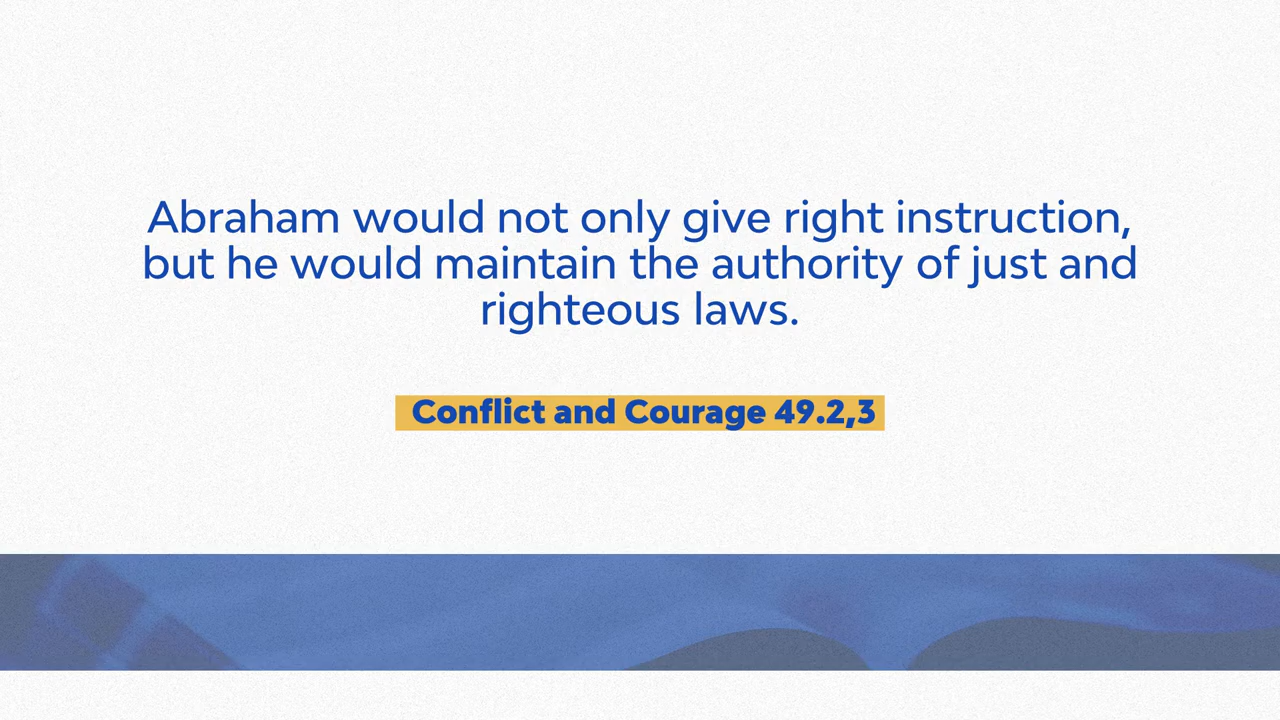 Abraham would not only give right instruction,
but he would maintain the authority of just and
righteous laws.
Conflict and Courage 49.2,3